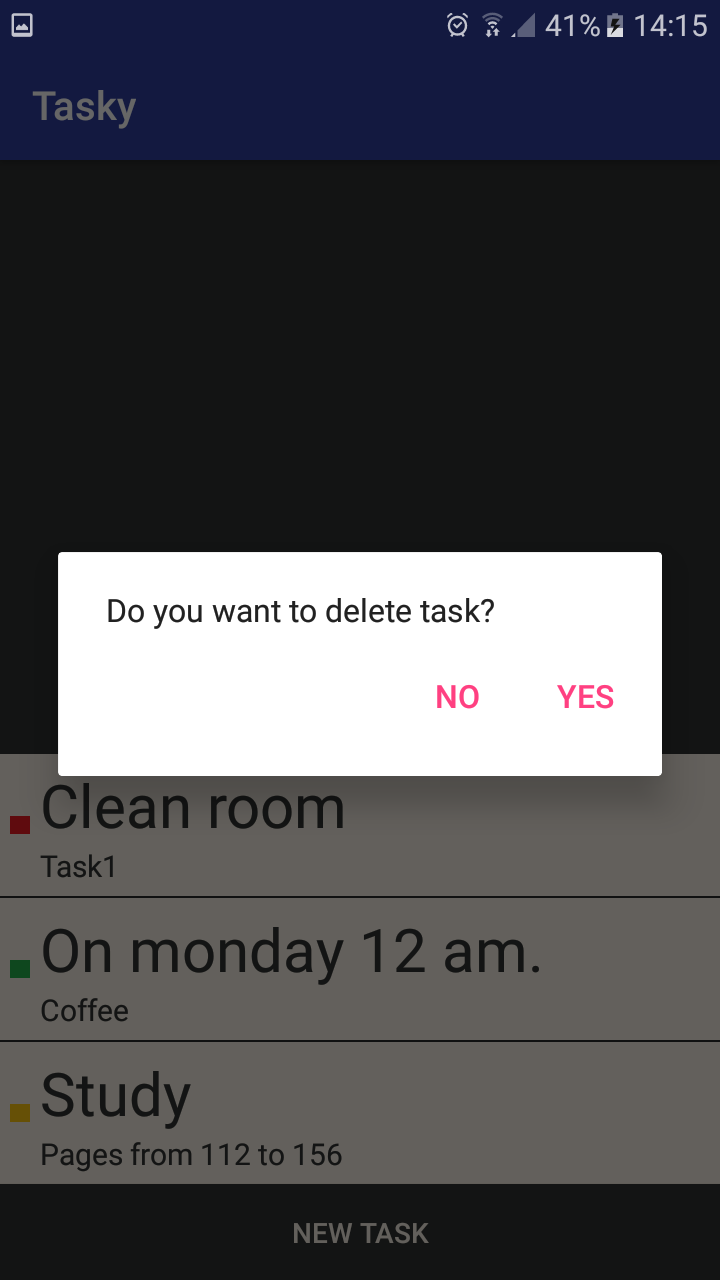 41% 14:15
Tasky
Do you want to delete task?
NO YES
Clean room
Task1
On monday 12 am.
Coffee
Study
Pages from 112 to 156
NEW TASK